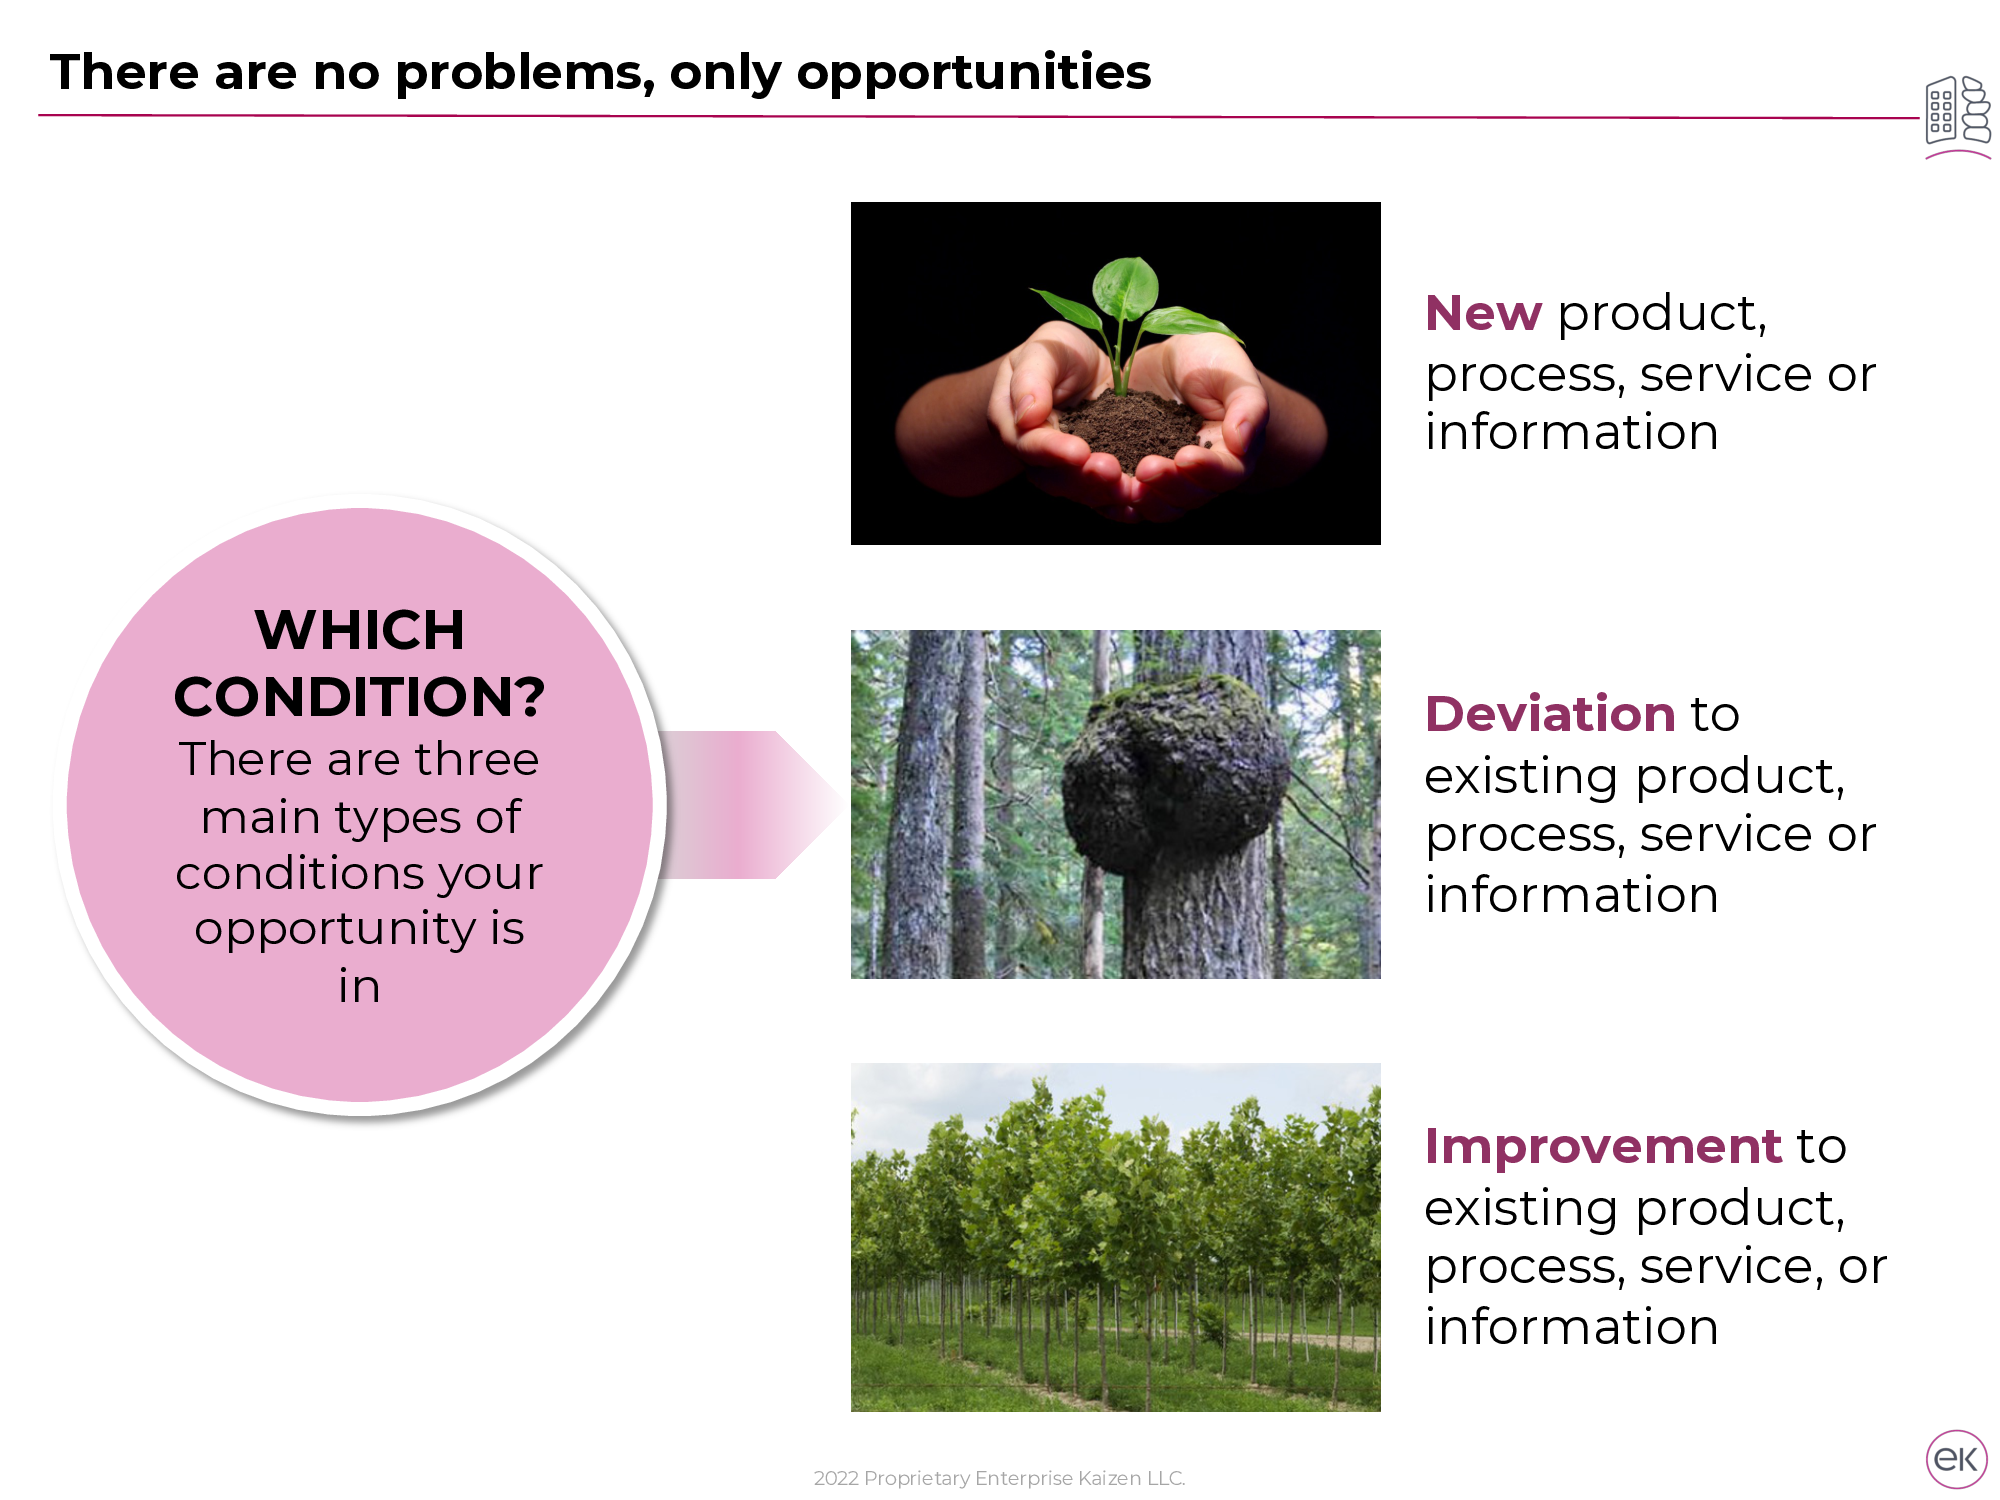 There are no problems, only opportunities
WHICH
CONDITION?
There are three
main types of
conditions your
opportunity is
in
New product,
process, service or
information
Deviation to
existing product,
process, service or
information
Improvement to
existing product,
process, service, or
information
2022 Proprietary Enterprise Kaizen LLC.
eK